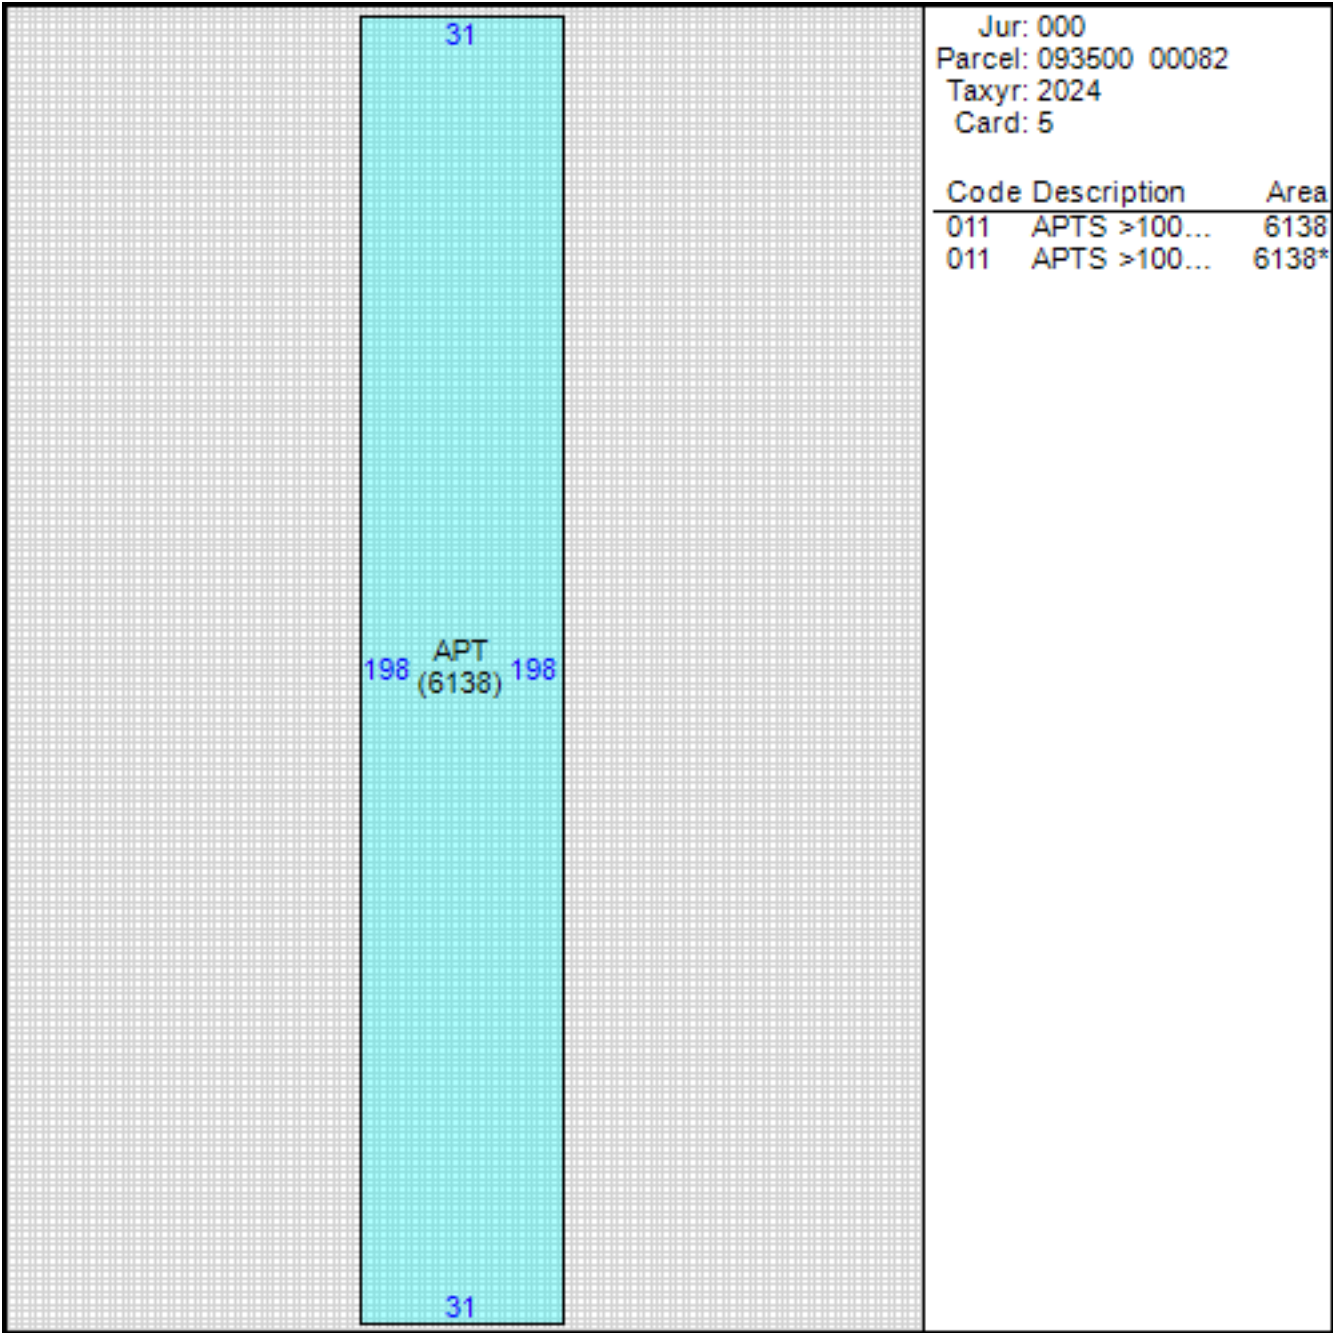 31
198 APT 198
(6138)
31
Jur: 000
Parcel: 093500 00082
Taxyr: 2024
Card: 5
Code Description Area
011 APTS >100... 6138
011 APTS >100... 6138*